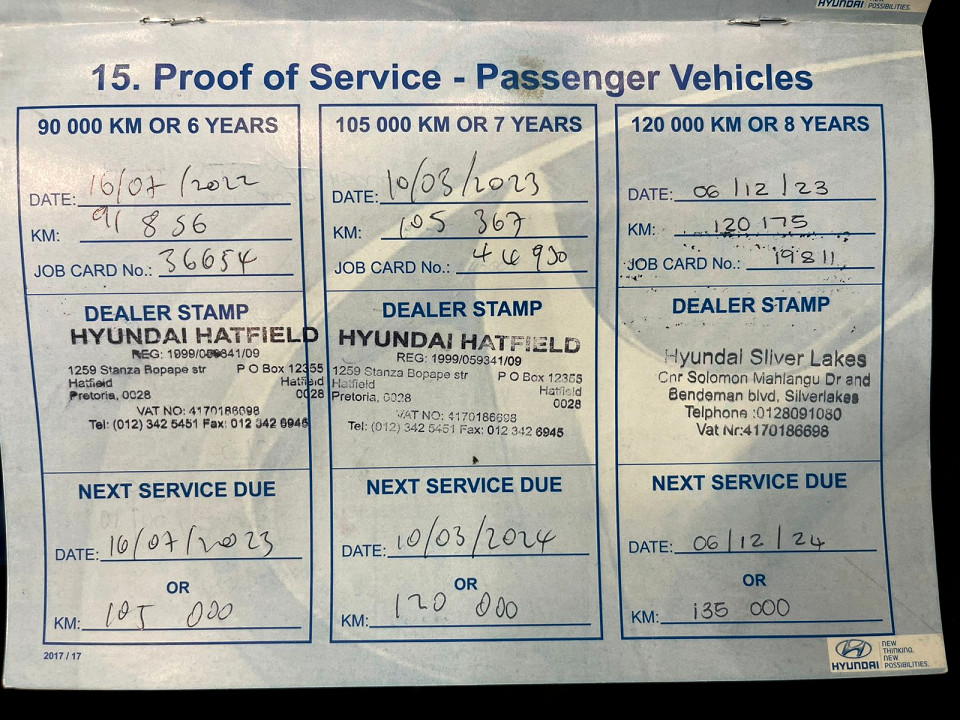 HYUNDAI NEW POSSIBILITIES.
15. Proof of Service - Passenger Vehicles
90 000 KM OR 6 YEARS
DATE: 16/07/2022
KM: 91 856
JOB CARD No.: 36654
DEALER STAMP
HYUNDAI HATFIELD
REG: 1999/059341/09
1259 Stanza Bopape str P O Box 12355
Hatfield Hatfield
Pretoria, 0028 0028
VAT NO: 4170186698
Tel: (012) 342 5451 Fax: 012 342 6945
NEXT SERVICE DUE
DATE: 16/07/2023
OR
KM: 105 000
2017 / 17
105 000 KM OR 7 YEARS
DATE: 10/03/2023
KM: 105 367
JOB CARD No.: 44930
DEALER STAMP
HYUNDAI HATFIELD
REG: 1999/059341/09
1259 Stanza Bopape str P O Box 12355
Hatfield Hatfield
Pretoria, 0028 0028
VAT NO: 4170186698
Tel: (012) 342 5451 Fax: 012 342 6945
NEXT SERVICE DUE
DATE: 10/03/2024
OR
KM: 120 000
120 000 KM OR 8 YEARS
DATE: 06/12/23
KM: 120 175
JOB CARD No.: 19811
DEALER STAMP
Hyundai Sliver Lakes
Cnr Solomon Mahlangu Dr and
Bendeman blvd, Silverlakes
Telphone :0128091080
Vat Nr:4170186698
NEXT SERVICE DUE
DATE: 06/12/24
OR
KM: 135 000
HYUNDAI
NEW
THINKING.
NEW
POSSIBILITIES.